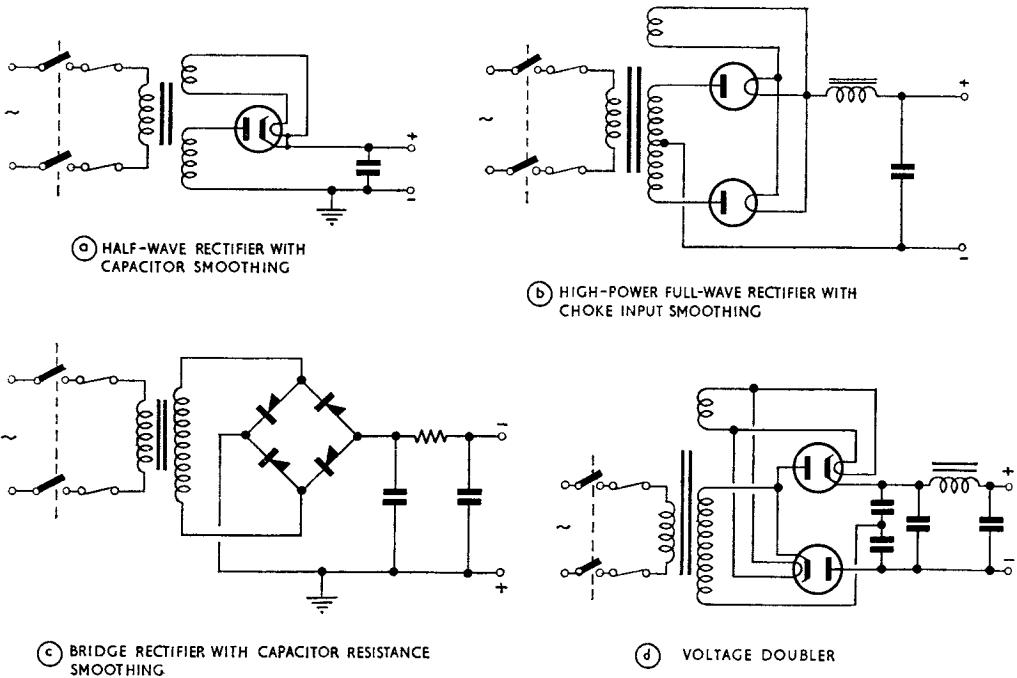 ~
+
-
a HALF-WAVE RECTIFIER WITH
CAPACITOR SMOOTHING
~
+
-
b HIGH-POWER FULL-WAVE RECTIFIER WITH
CHOKE INPUT SMOOTHING
~
-
+
c BRIDGE RECTIFIER WITH CAPACITOR RESISTANCE
SMOOTHING
~
+
-
d VOLTAGE DOUBLER